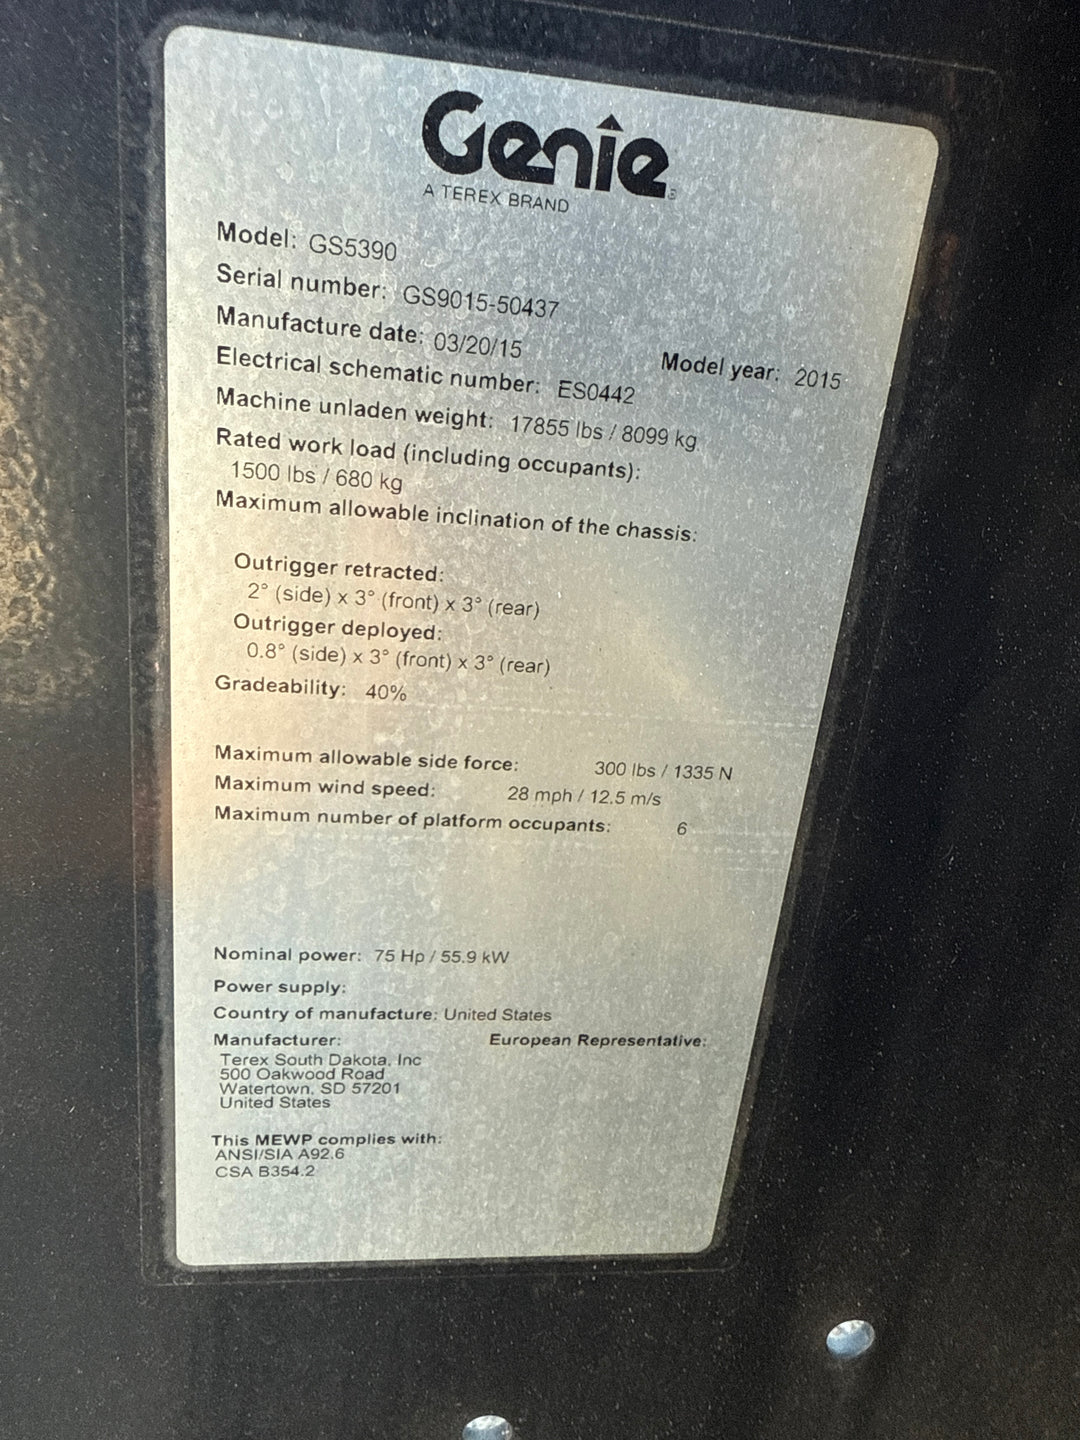 Genie
A TEREX BRAND
Model: GS5390
Serial number: GS9015-50437
Manufacture date: 03/20/15 Model year: 2015
Electrical schematic number: ES0442
Machine unladen weight: 17855 lbs / 8099 kg
Rated work load (including occupants):
1500 lbs / 680 kg
Maximum allowable inclination of the chassis:
Outrigger retracted:
2° (side) x 3° (front) x 3° (rear)
Outrigger deployed:
0.8° (side) x 3° (front) x 3° (rear)
Gradeability: 40%
Maximum allowable side force: 300 lbs / 1335 N
Maximum wind speed: 28 mph / 12.5 m/s
Maximum number of platform occupants: 6
Nominal power: 75 Hp / 55.9 kW
Power supply:
Country of manufacture: United States
Manufacturer: European Representative:
Terex South Dakota, Inc
500 Oakwood Road
Watertown, SD 57201
United States
This MEWP complies with:
ANSI/SIA A92.6
CSA B354.2